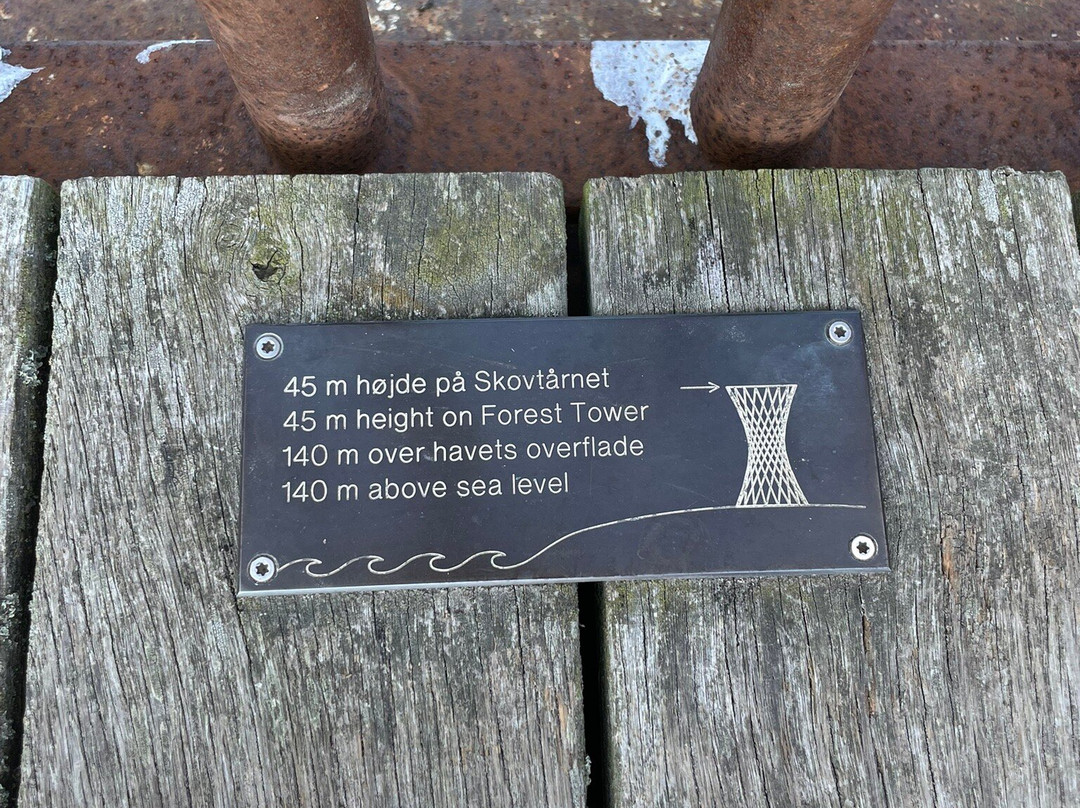 45 m højde på Skovtårnet
45 m height on Forest Tower
140 m over havets overflade
140 m above sea level